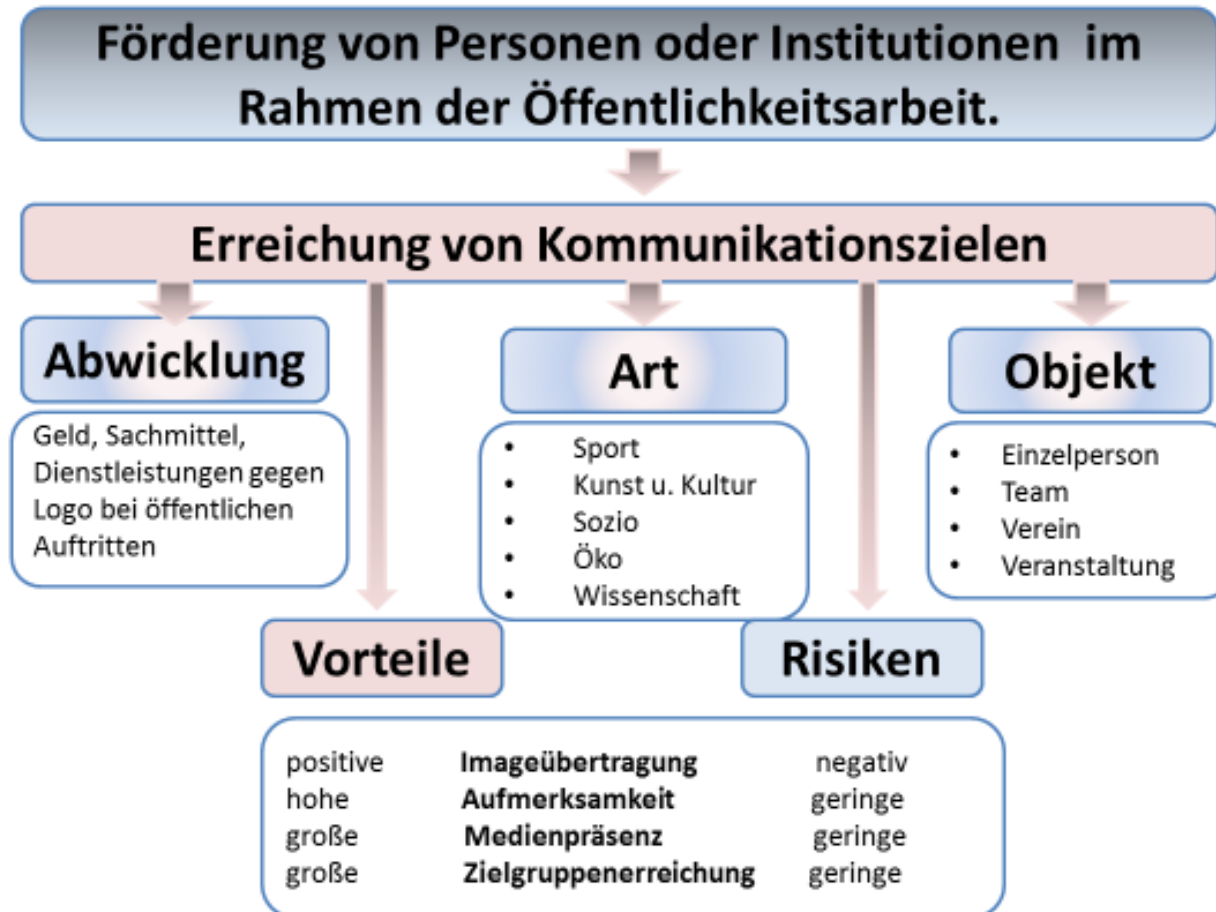 Förderung von Personen oder Institutionen im
Rahmen der Öffentlichkeitsarbeit.
Erreichung von Kommunikationszielen
Abwicklung
Geld, Sachmittel,
Dienstleistungen gegen
Logo bei öffentlichen
Auftritten
Art
• Sport
• Kunst u. Kultur
• Sozio
• Öko
• Wissenschaft
Objekt
• Einzelperson
• Team
• Verein
• Veranstaltung
Vorteile
Risiken
positive Imageübertragung negativ
hohe Aufmerksamkeit geringe
große Medienpräsenz geringe
große Zielgruppenerreichung geringe